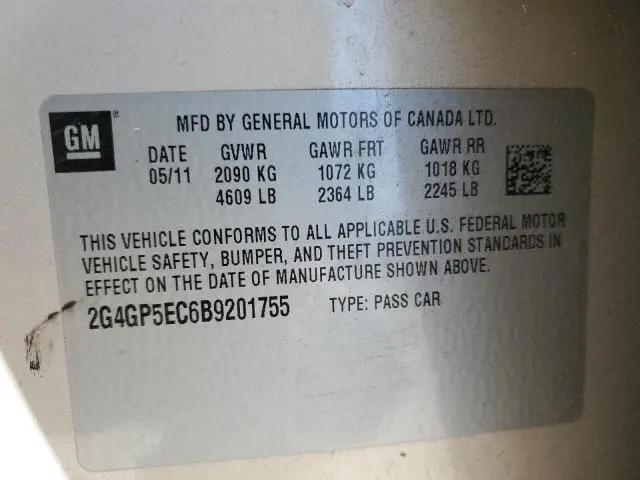 GM ®
MFD BY GENERAL MOTORS OF CANADA LTD.
DATE GVWR GAWR FRT GAWR RR
05/11 2090 KG 1072 KG 1018 KG
4609 LB 2364 LB 2245 LB
THIS VEHICLE CONFORMS TO ALL APPLICABLE U.S. FEDERAL MOTOR
VEHICLE SAFETY, BUMPER, AND THEFT PREVENTION STANDARDS IN
EFFECT ON THE DATE OF MANUFACTURE SHOWN ABOVE.
2G4GP5EC6B9201755 TYPE: PASS CAR